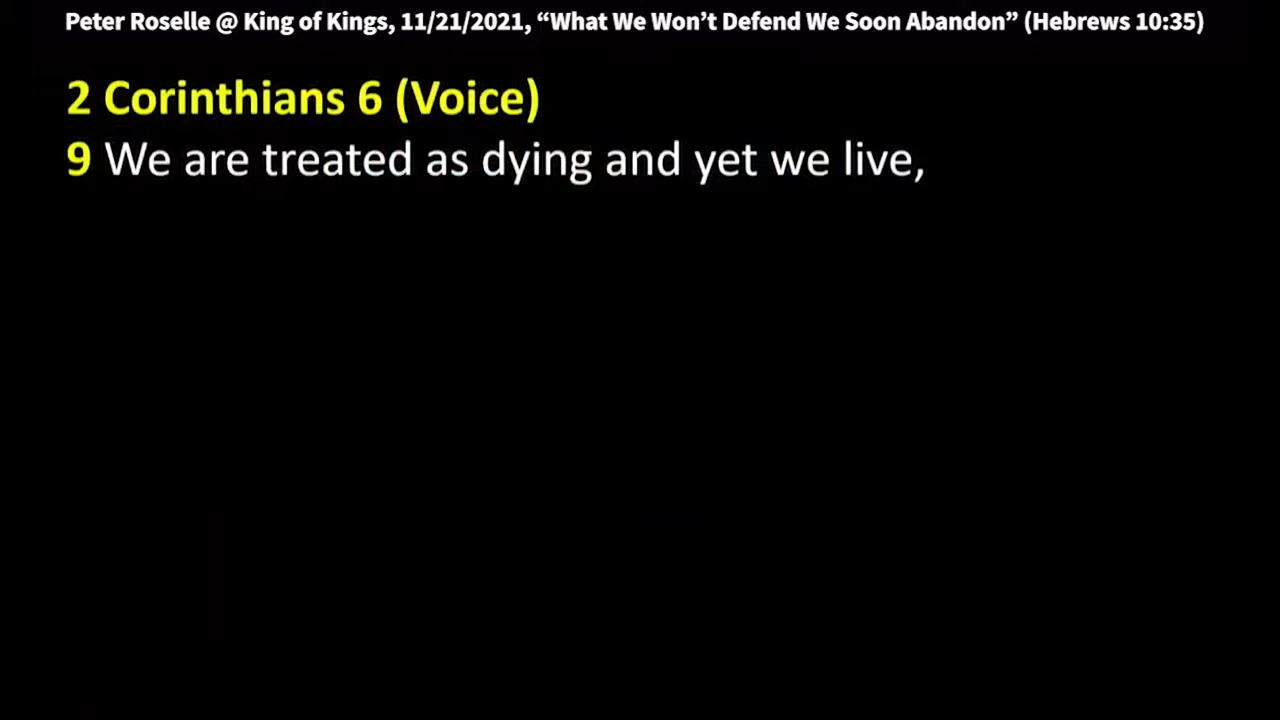 Peter Roselle @ King of Kings, 11/21/2021, “What We Won’t Defend We Soon Abandon” (Hebrews 10:35)
2 Corinthians 6 (Voice)
9 We are treated as dying and yet we live,